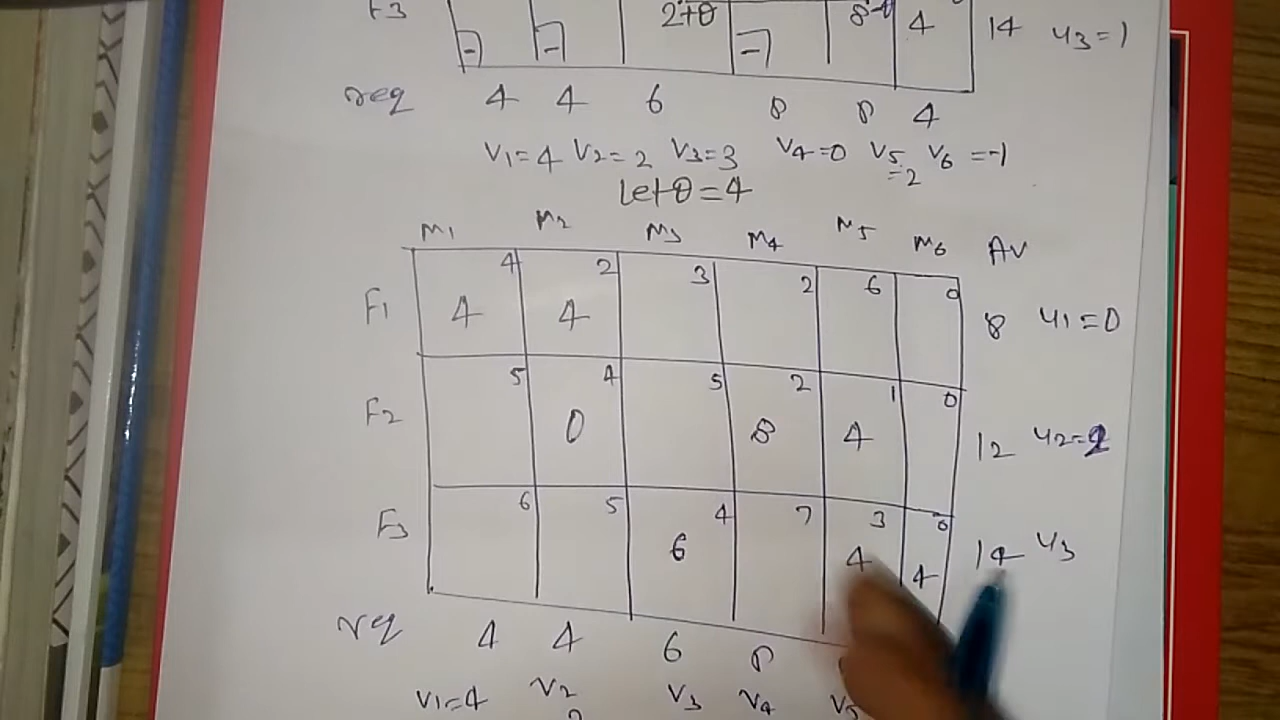 F3 - - 2+θ - 8-θ 4 14 u3=1
req 4 4 6 8 8 4
V1=4 V2=2 V3=3 V4=0 V5=2 V6=-1
Let θ=4
M1 M2 M3 M4 M5 M6 AV
4 2 3 2 6 0
F1 4 4 8 u1=0
5 4 5 2 1 0
F2 0 8 4 12 u2=2
6 5 4 7 3 0
F3 6 4 4 14 u3
req 4 4 6 8
V1=4 V2 V3 V4 V5